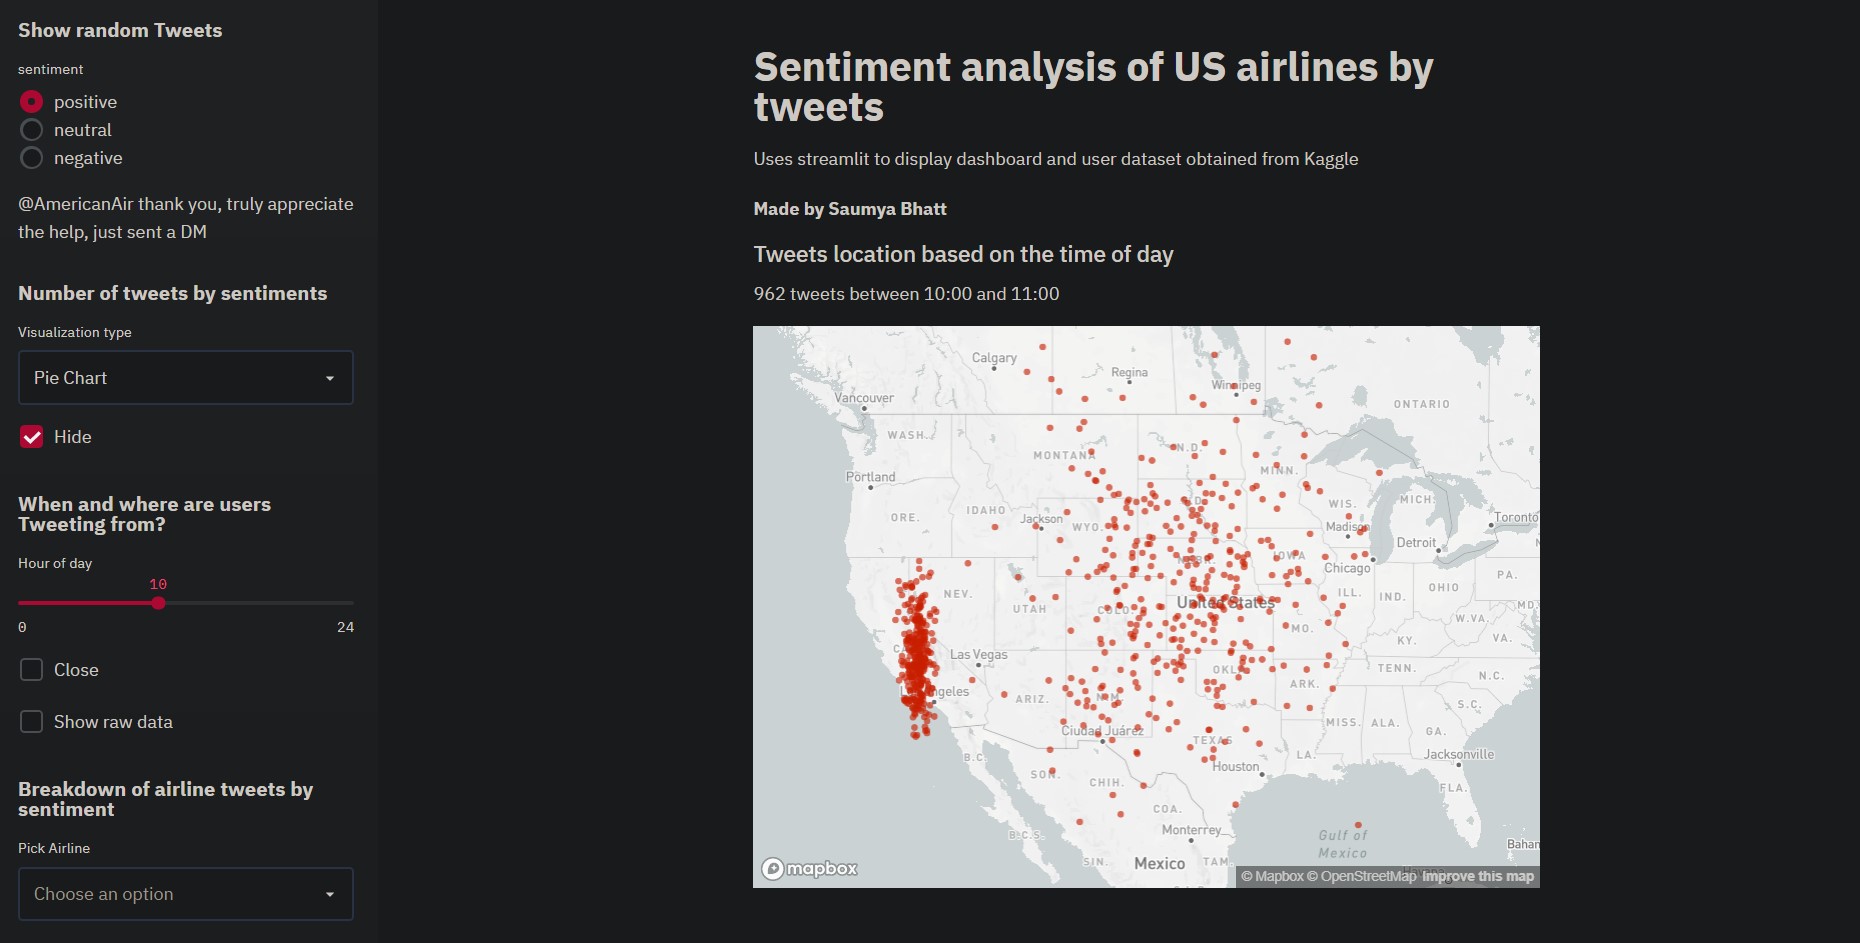 Show random Tweets
sentiment
positive
neutral
negative
@AmericanAir thank you, truly appreciate
the help, just sent a DM
Number of tweets by sentiments
Visualization type
Pie Chart
Hide
When and where are users
Tweeting from?
Hour of day
10
0 24
Close
Show raw data
Breakdown of airline tweets by
sentiment
Pick Airline
Choose an option
Sentiment analysis of US airlines by
tweets
Uses streamlit to display dashboard and user dataset obtained from Kaggle
Made by Saumya Bhatt
Tweets location based on the time of day
962 tweets between 10:00 and 11:00
Calgary
Regina
Winnipeg
Vancouver
ONTARIO
WASH.
MONTANA
N.D.
MINN.
Portland
MICH.
WIS.
ORE.
IDAHO
Jackson
WYO.
Madison
Toronto
Detroit
IOWA
Chicago
NEV.
UTAH
COLO.
United States
ILL.
IND.
OHIO
PA.
MD.
W.VA.
MO.
KY.
VA.
Las Vegas
OKL
TENN.
N.C.
Los Angeles
ARIZ.
N.M.
ARK.
S.C.
MISS.
ALA.
GA.
Ciudad Juárez
TEXAS
LA.
Jacksonville
B.C.
SON.
CHIH.
Houston
FLA.
COA.
B.C.S.
Monterrey
Gulf of
Mexico
Bahan
SIN.
Mexico
TAM.
mapbox
© Mapbox © OpenStreetMap Improve this map